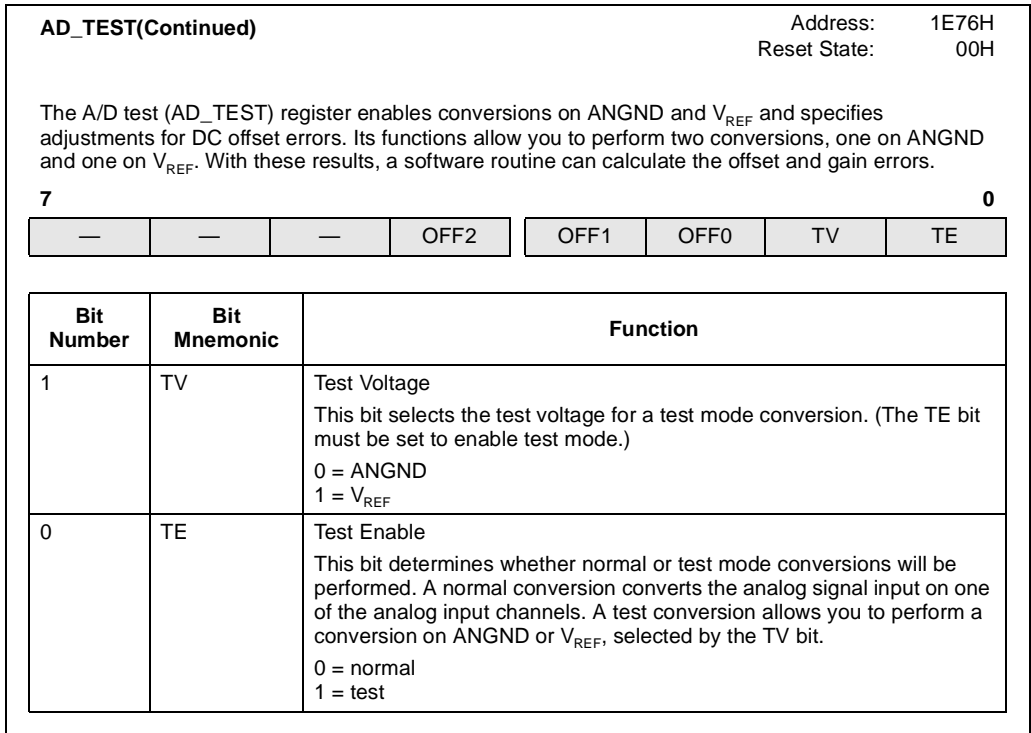 AD_TEST(Continued)
Address: 1E76H
Reset State: 00H
The A/D test (AD_TEST) register enables conversions on ANGND and VREF and specifies
adjustments for DC offset errors. Its functions allow you to perform two conversions, one on ANGND
and one on VREF. With these results, a software routine can calculate the offset and gain errors.
7 0
— — — OFF2 OFF1 OFF0 TV TE
Bit Number Bit Mnemonic Function
1 TV Test Voltage
This bit selects the test voltage for a test mode conversion. (The TE bit
must be set to enable test mode.)
0 = ANGND
1 = VREF
0 TE Test Enable
This bit determines whether normal or test mode conversions will be
performed. A normal conversion converts the analog signal input on one
of the analog input channels. A test conversion allows you to perform a
conversion on ANGND or VREF, selected by the TV bit.
0 = normal
1 = test